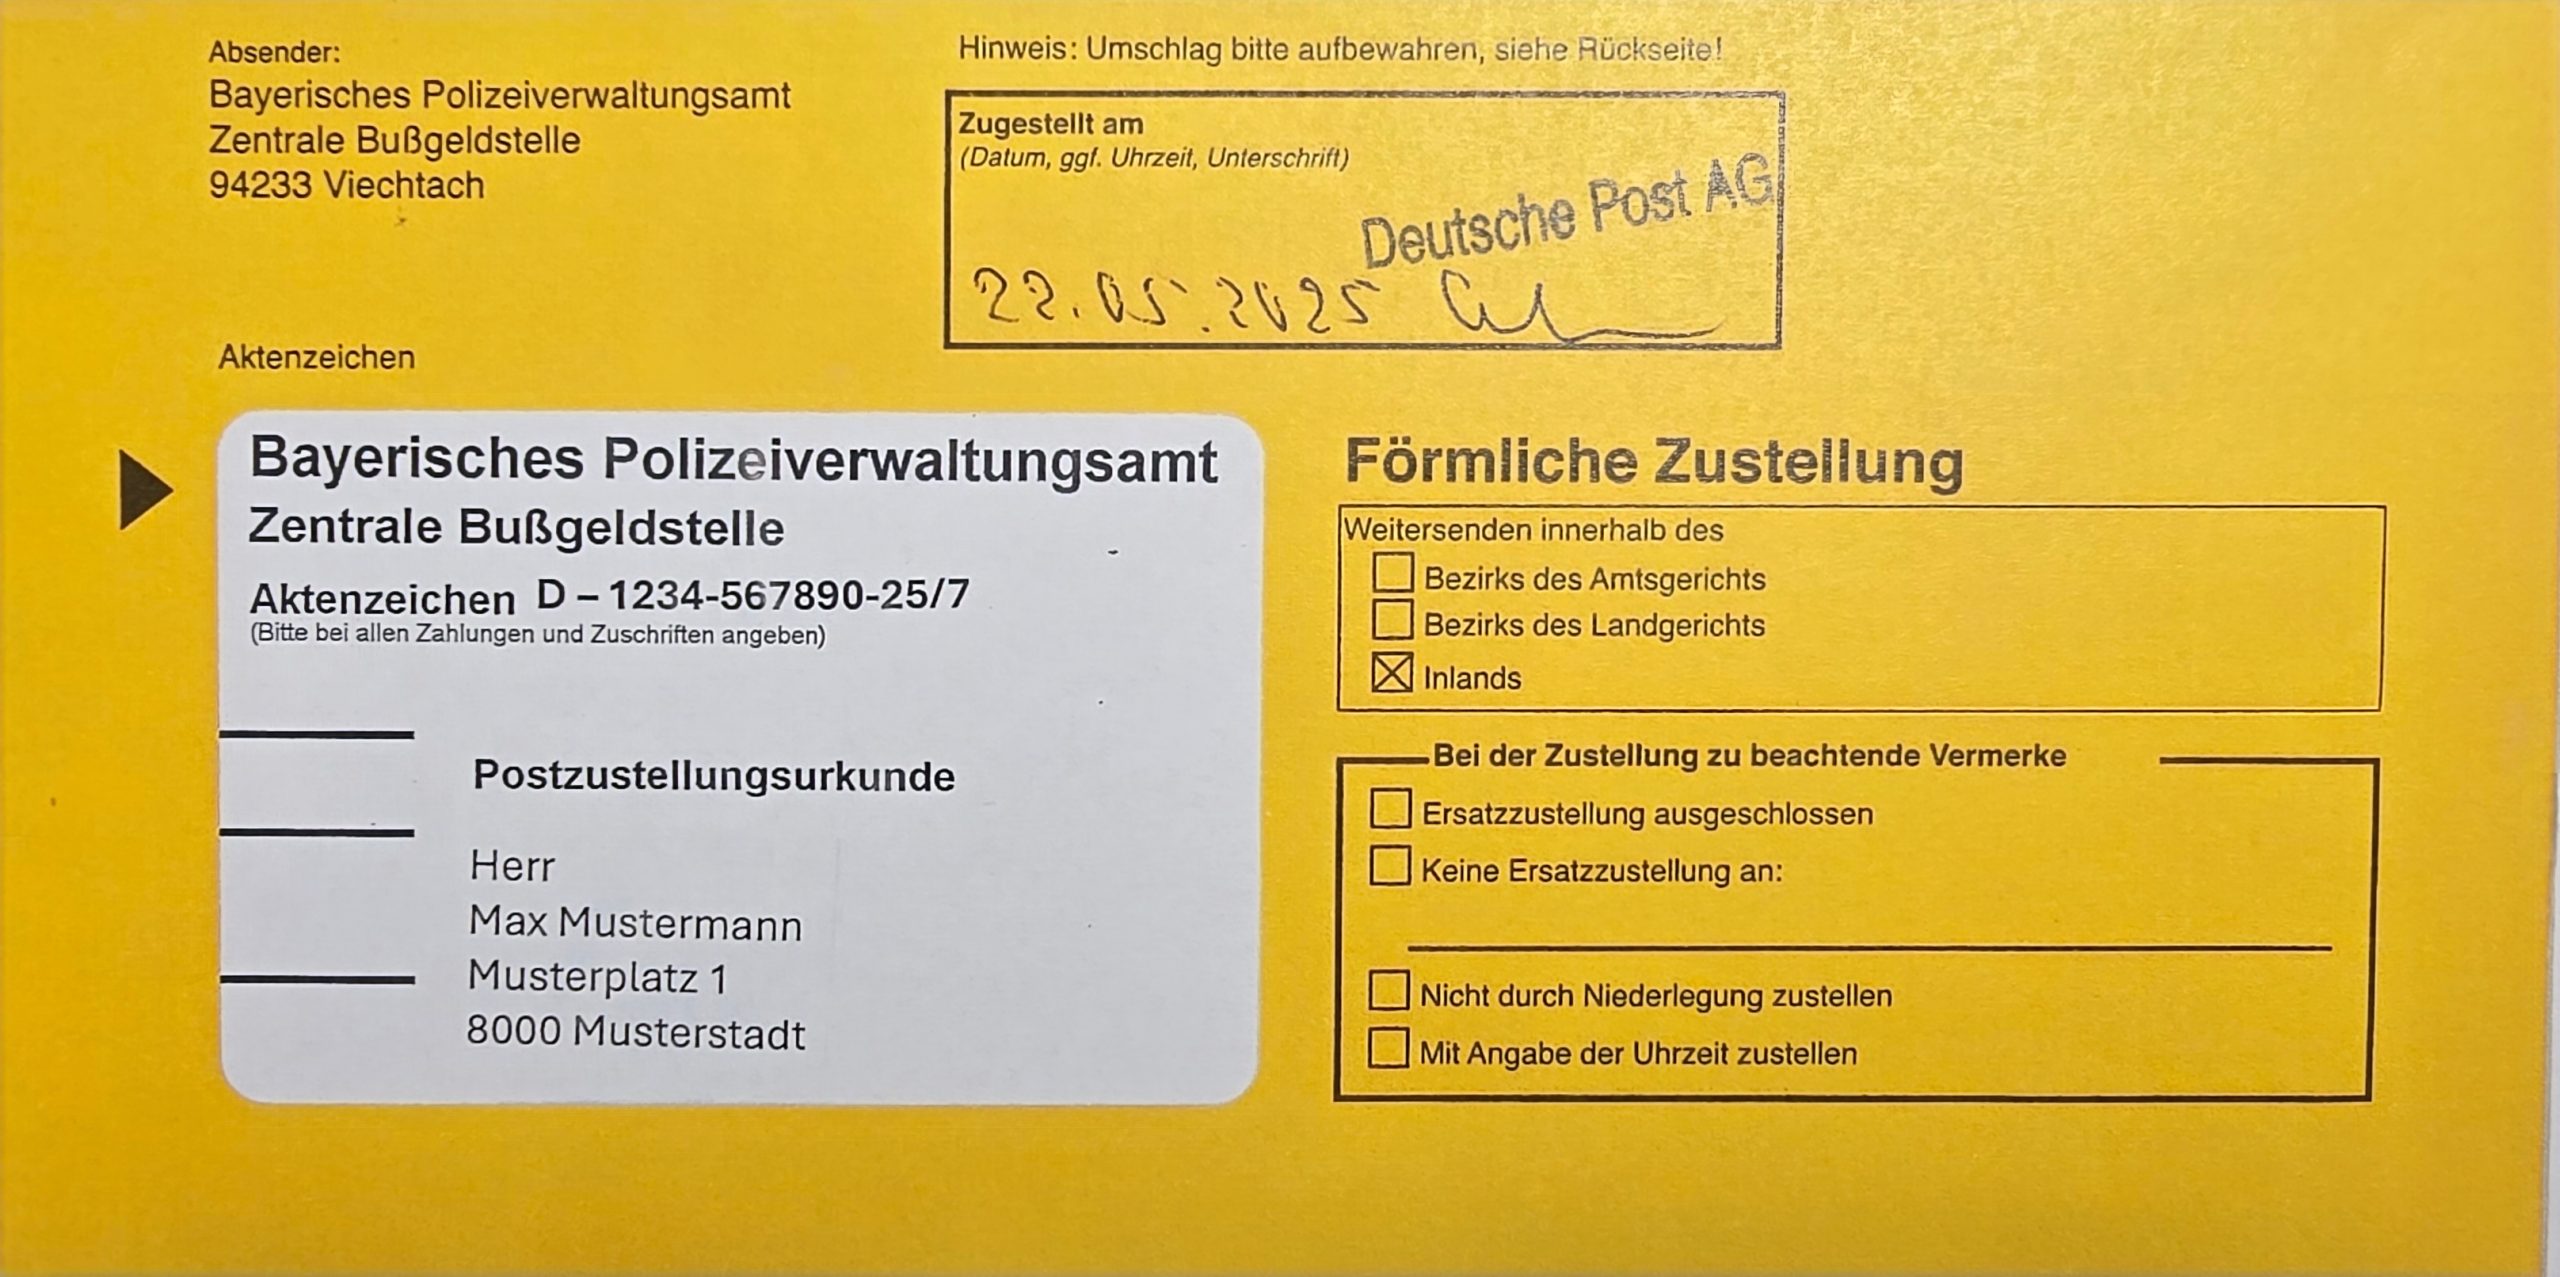 Absender:
Bayerisches Polizeiverwaltungsamt
Zentrale Bußgeldstelle
94233 Viechtach
Hinweis: Umschlag bitte aufbewahren, siehe Rückseite!
Zugestellt am
(Datum, ggf. Uhrzeit, Unterschrift)
Deutsche Post AG
22.05.2025
Aktenzeichen
Bayerisches Polizeiverwaltungsamt
Zentrale Bußgeldstelle
Aktenzeichen D – 1234-567890-25/7
(Bitte bei allen Zahlungen und Zuschriften angeben)
Postzustellungsurkunde
Herr
Max Mustermann
Musterplatz 1
8000 Musterstadt
Förmliche Zustellung
Weitersenden innerhalb des
Bezirks des Amtsgerichts
Bezirks des Landgerichts
Inlands
Bei der Zustellung zu beachtende Vermerke
Ersatzzustellung ausgeschlossen
Keine Ersatzzustellung an:
Nicht durch Niederlegung zustellen
Mit Angabe der Uhrzeit zustellen